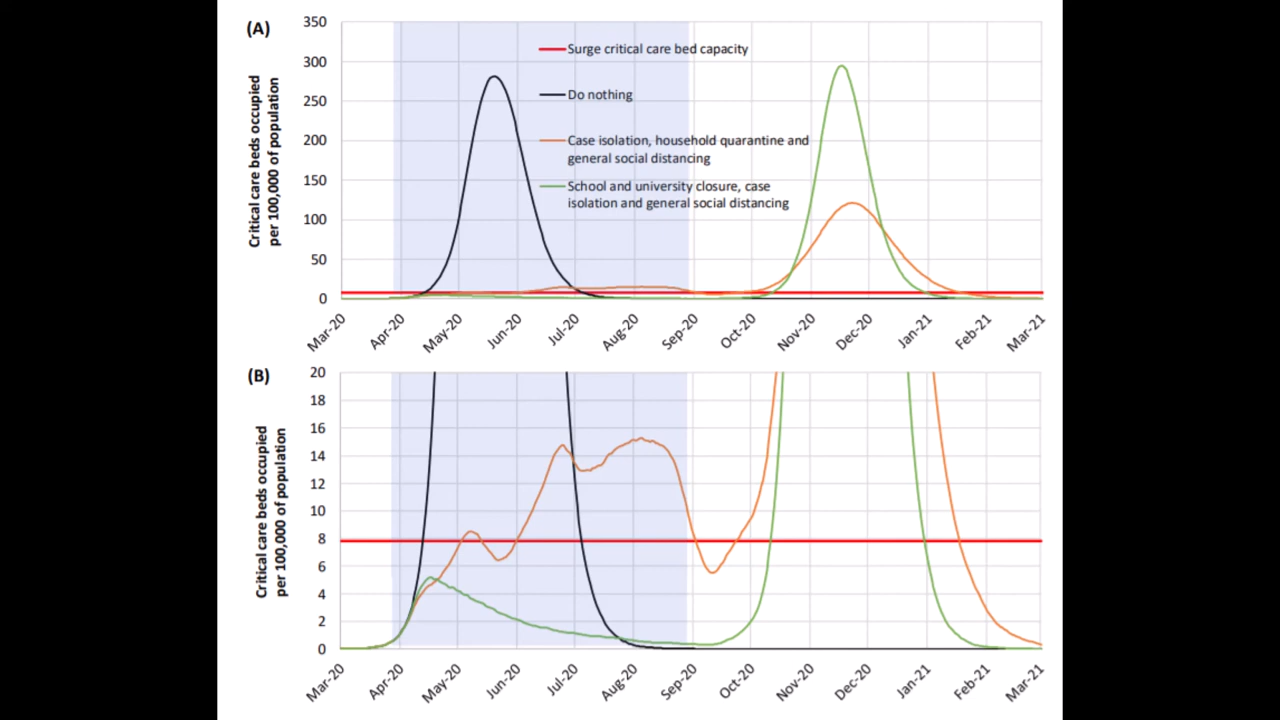 (A)
Critical care beds occupied
per 100,000 of population
350
300
250
200
150
100
50
0
Surge critical care bed capacity
Do nothing
Case isolation, household quarantine and
general social distancing
School and university closure, case
isolation and general social distancing
Mar-20
Apr-20
May-20
Jun-20
Jul-20
Aug-20
Sep-20
Oct-20
Nov-20
Dec-20
Jan-21
Feb-21
Mar-21
(B)
Critical care beds occupied
per 100,000 of population
20
18
16
14
12
10
8
6
4
2
0
Mar-20
Apr-20
May-20
Jun-20
Jul-20
Aug-20
Sep-20
Oct-20
Nov-20
Dec-20
Jan-21
Feb-21
Mar-21